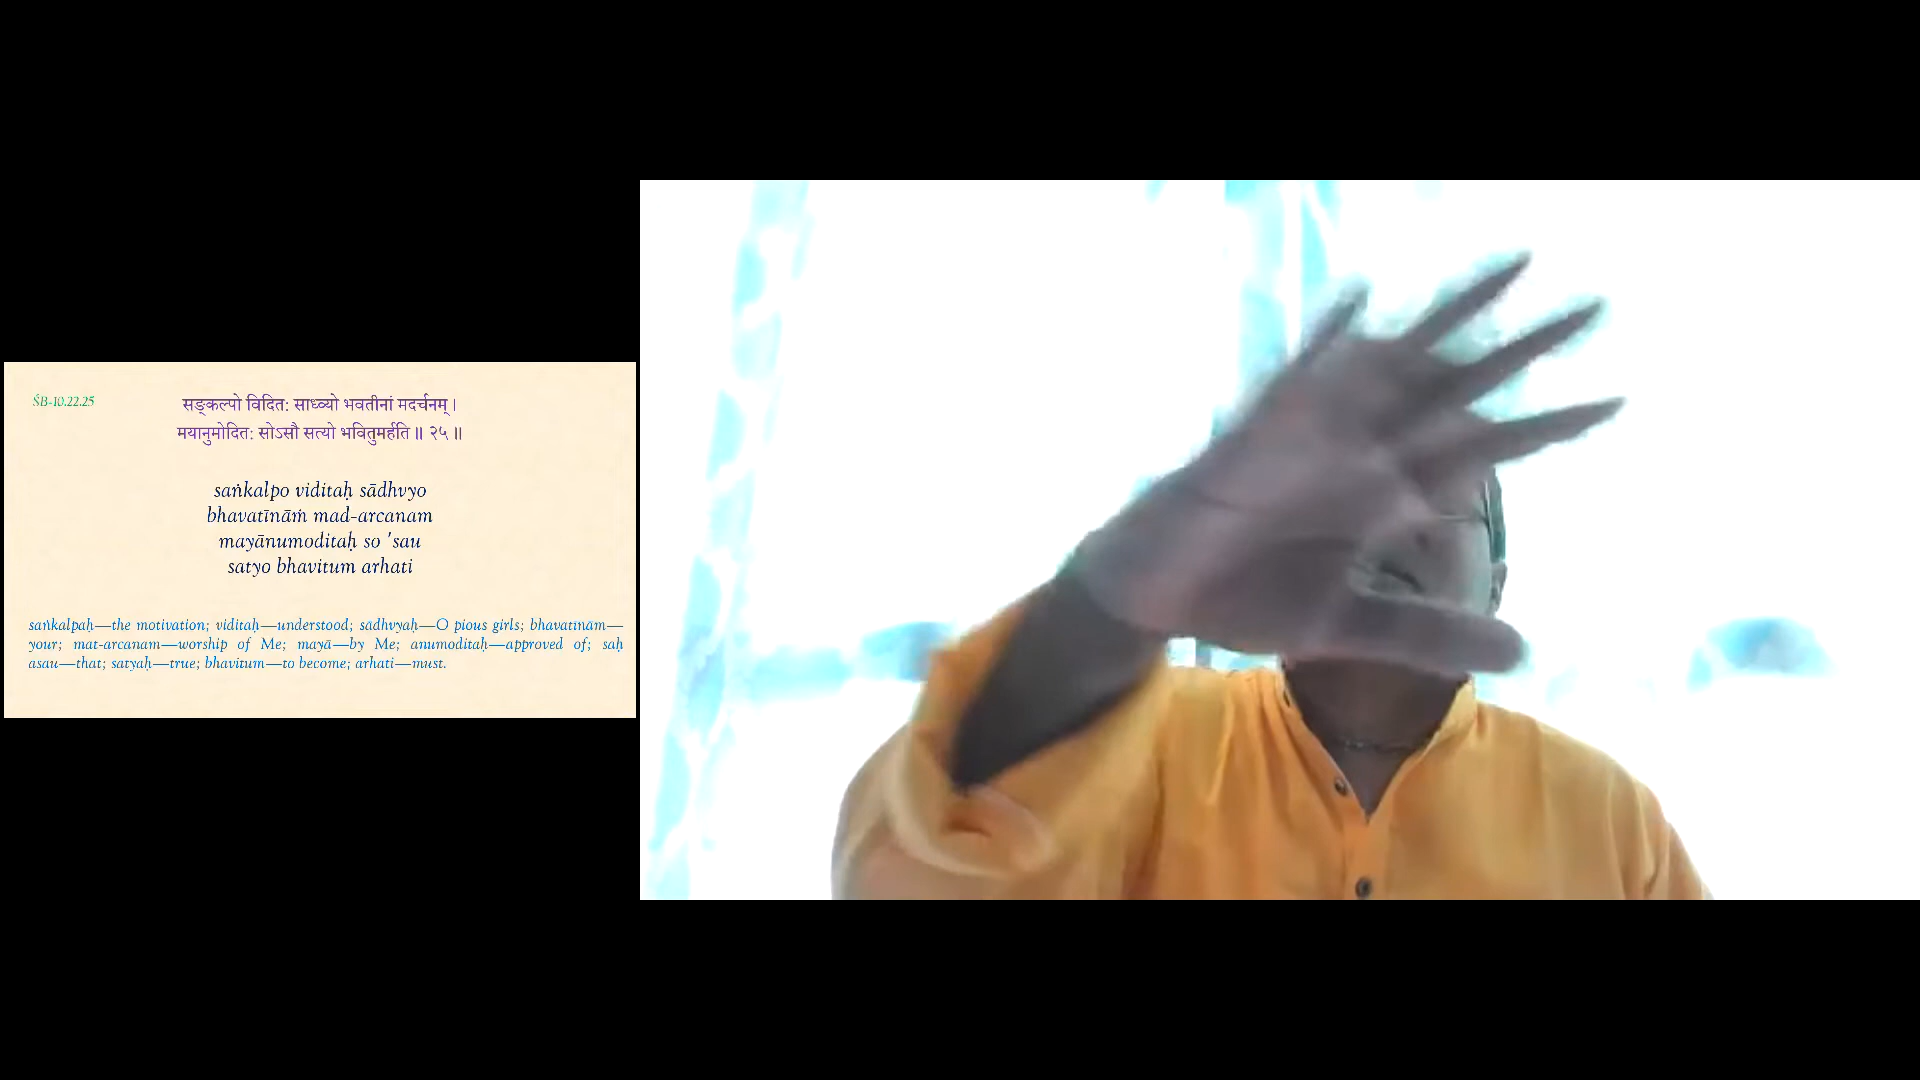 ŚB-10.22.25
सङ्कल्पो विदित: साध्व्यो भवतीनां मदर्चनम् ।
मयानुमोदित: सोऽसौ सत्यो भवितुमर्हति ॥ २५ ॥
saṅkalpo viditaḥ sādhvyo
bhavatīnāṁ mad-arcanam
mayānumoditaḥ so 'sau
satyo bhavitum arhati
saṅkalpaḥ—the motivation; viditaḥ—understood; sādhvyaḥ—O pious girls; bhavatīnām—
your; mat-arcanam—worship of Me; mayā—by Me; anumoditaḥ—approved of; saḥ
asau—that; satyaḥ—true; bhavitum—to become; arhati—must.